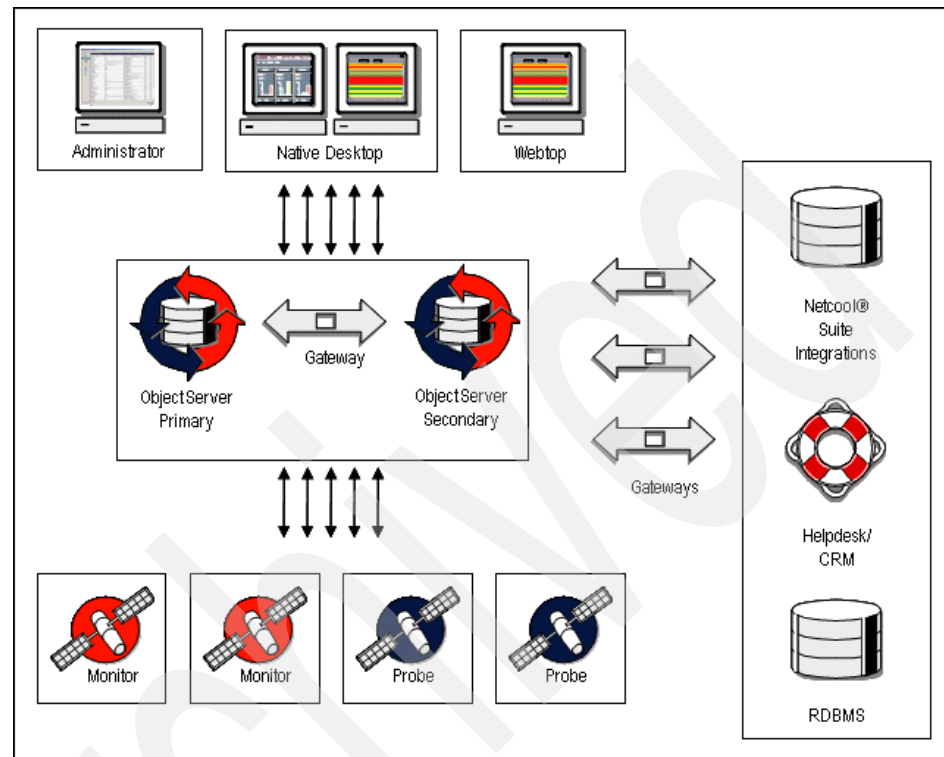 Administrator
Native Desktop
Webtop
ObjectServer
Primary
Gateway
ObjectServer
Secondary
Gateways
Netcool®
Suite
Integrations
Helpdesk/
CRM
RDBMS
Monitor
Monitor
Probe
Probe